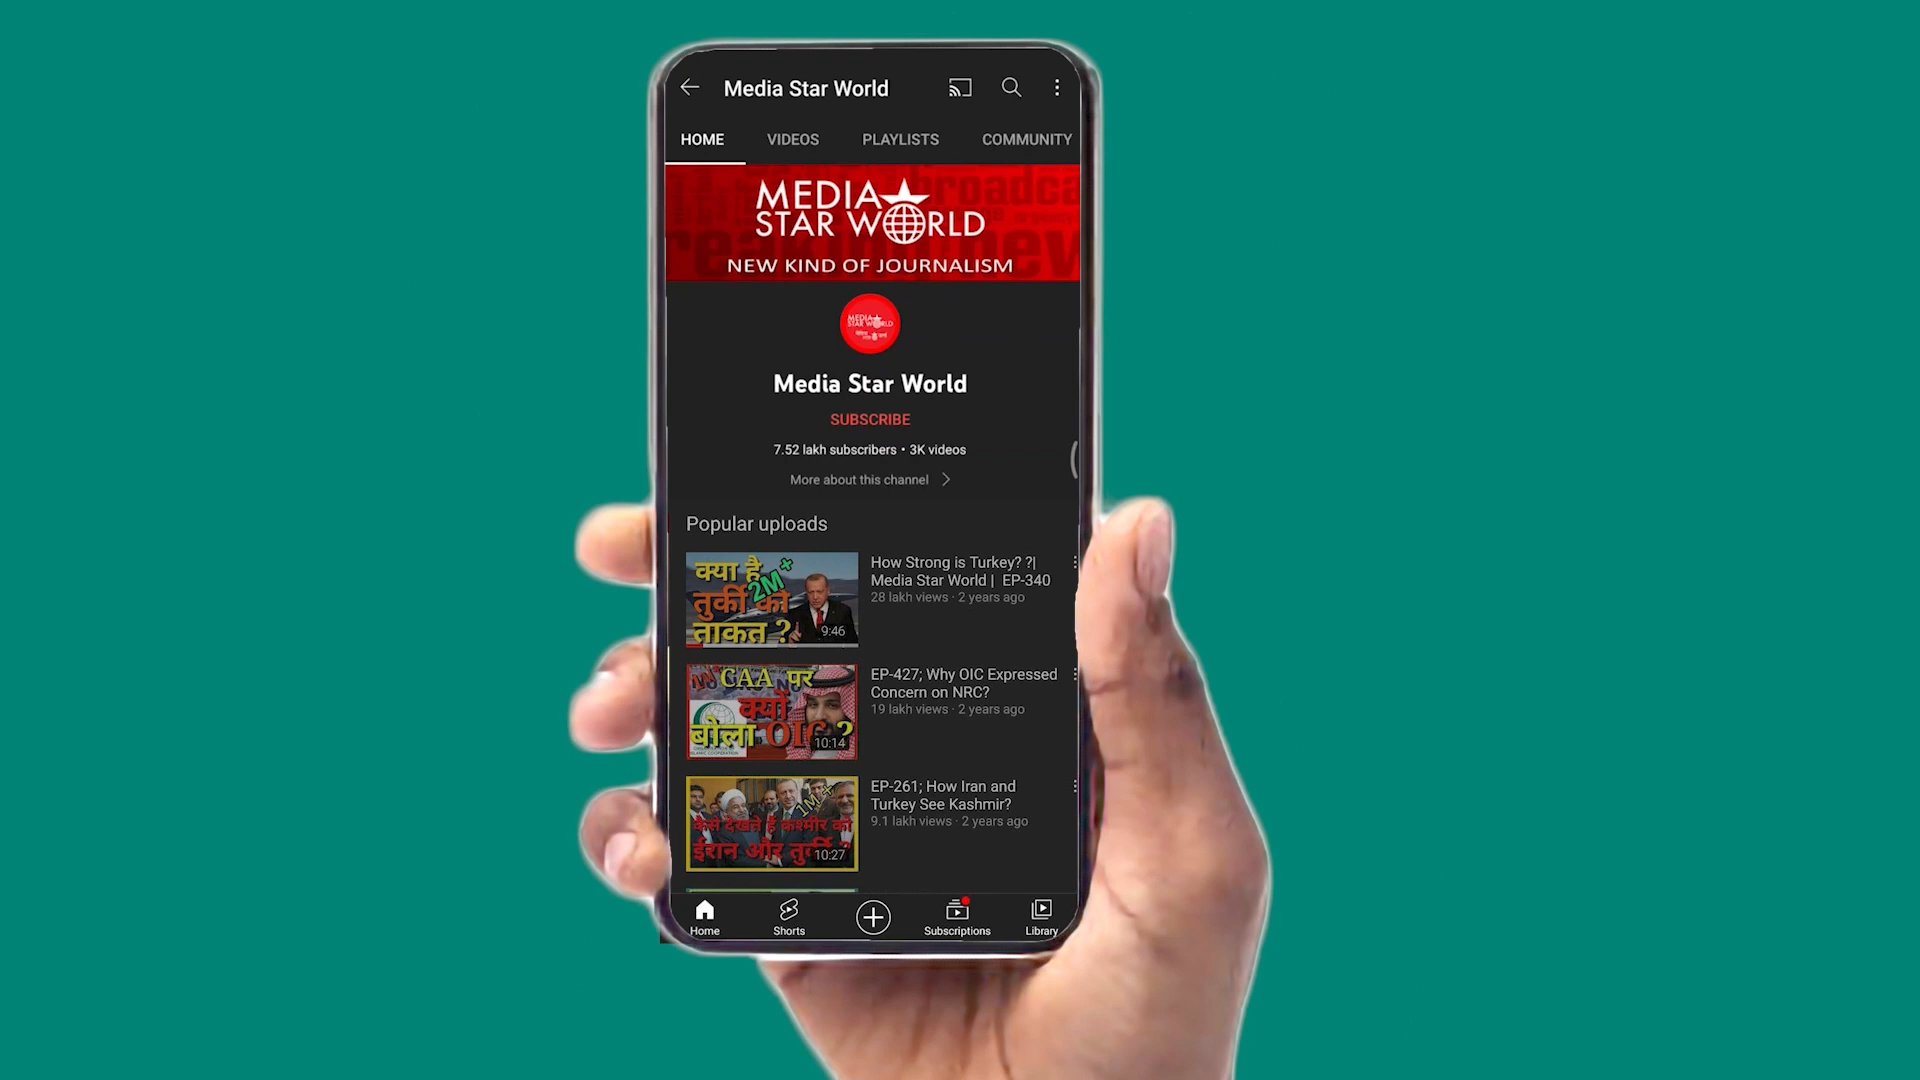 Media Star World
HOME VIDEOS PLAYLISTS COMMUNITY
MEDIA
STAR WORLD
NEW KIND OF JOURNALISM
MEDIA
STAR WORLD
Media Star World
SUBSCRIBE
7.52 lakh subscribers • 3K videos
More about this channel
Popular uploads
क्या है
2M+
तुर्की की
ताकत ?
9:46
How Strong is Turkey? ?|
Media Star World | EP-340
28 lakh views · 2 years ago
CAA पर
क्यों
बोला OIC ?
10:14
EP-427; Why OIC Expressed
Concern on NRC?
19 lakh views · 2 years ago
1M+
कैसे देखते हैं कश्मीर को
ईरान और
10:27
EP-261; How Iran and
Turkey See Kashmir?
9.1 lakh views · 2 years ago
Home Shorts Subscriptions Library